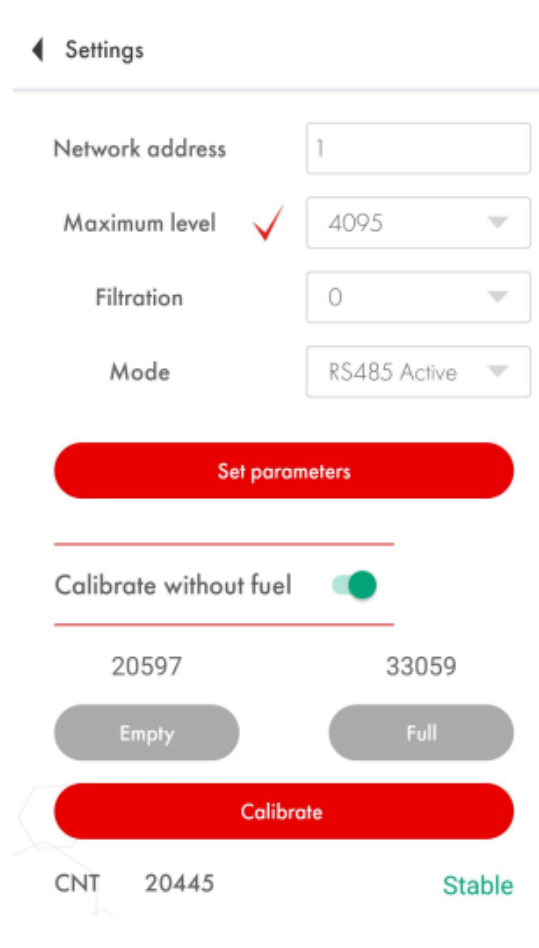 Settings
Network address 1
Maximum level 4095
Filtration 0
Mode RS485 Active
Set parameters
Calibrate without fuel
20597 33059
Empty Full
Calibrate
CNT 20445 Stable